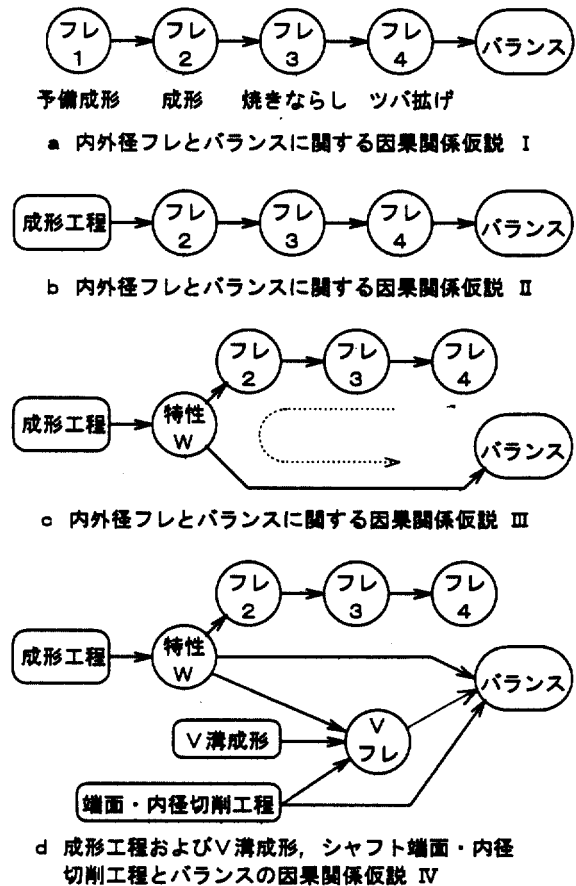 フレ
1
フレ
2
フレ
3
フレ
4
バランス
予備成形 成形 焼きならし ツバ拡げ
a 内外径フレとバランスに関する因果関係仮説 I
成形工程
フレ
2
フレ
3
フレ
4
バランス
b 内外径フレとバランスに関する因果関係仮説 II
フレ
2
フレ
3
フレ
4
成形工程
特性
W
バランス
c 内外径フレとバランスに関する因果関係仮説 III
フレ
2
フレ
3
フレ
4
成形工程
特性
W
バランス
V溝成形
V
フレ
端面・内径切削工程
d 成形工程およびV溝成形, シャフト端面・内径
切削工程とバランスの因果関係仮説 IV